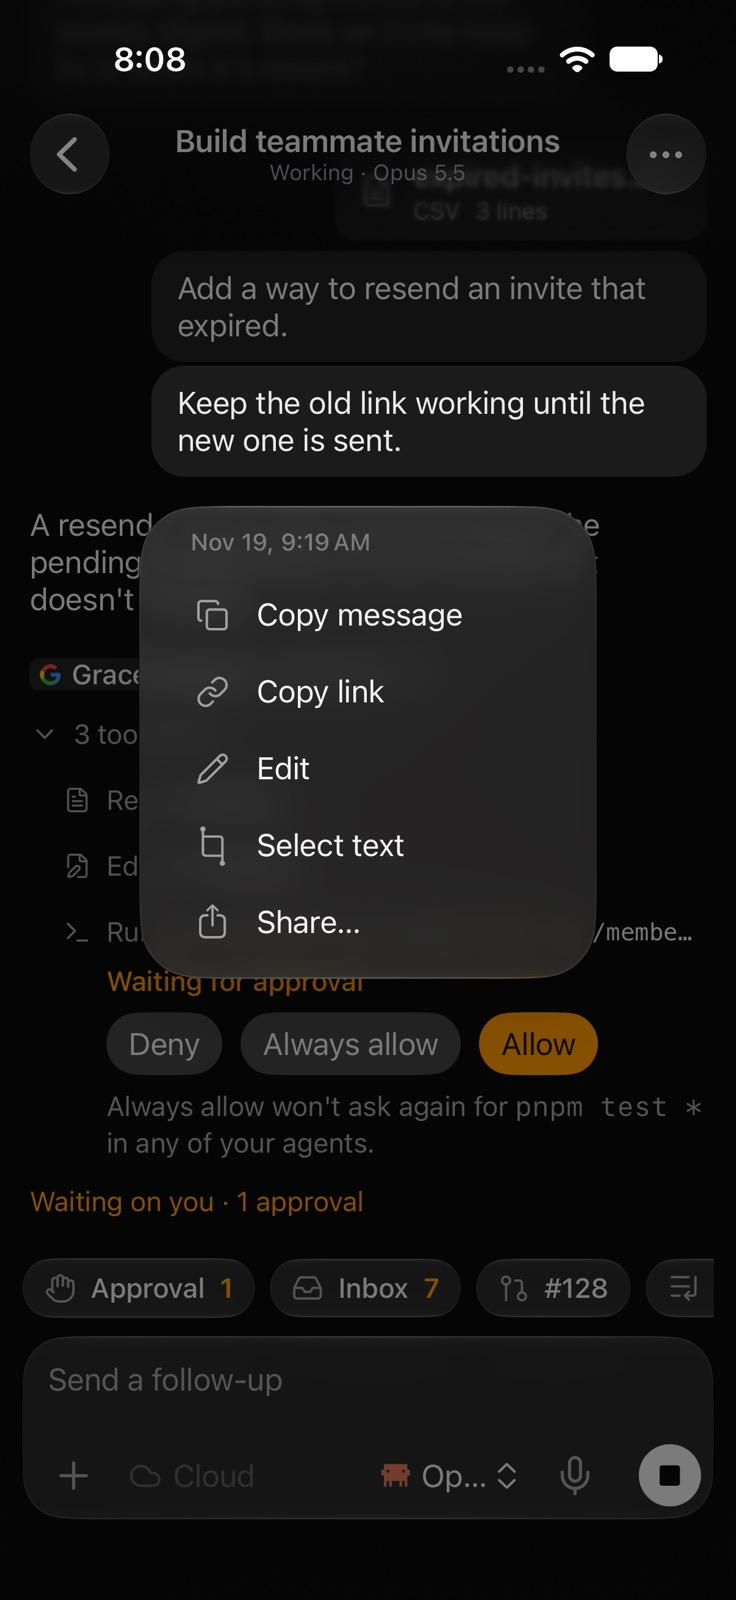 8:08
Build teammate invitations
Working · Opus 5.5
CSV 3 lines
Add a way to resend an invite that
expired.
Keep the old link working until the
new one is sent.
A resend
pending
doesn't
Nov 19, 9:19 AM
Copy message
Copy link
Edit
Select text
Share...
Grace
3 too
Re
Ed
Ru
/membe…
Waiting for approval
Deny
Always allow
Allow
Always allow won't ask again for pnpm test *
in any of your agents.
Waiting on you · 1 approval
Approval 1
Inbox 7
#128
Send a follow-up
Cloud
Op...